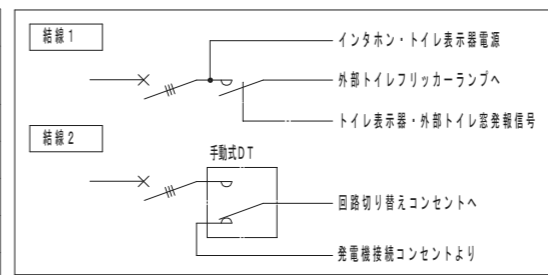 結線1
インタホン・トイレ表示器電源
外部トイレフリッカーランプへ
トイレ表示器・外部トイレ窓発報信号
結線2
手動式DT
回路切り替えコンセントへ
発電機接続コンセントより